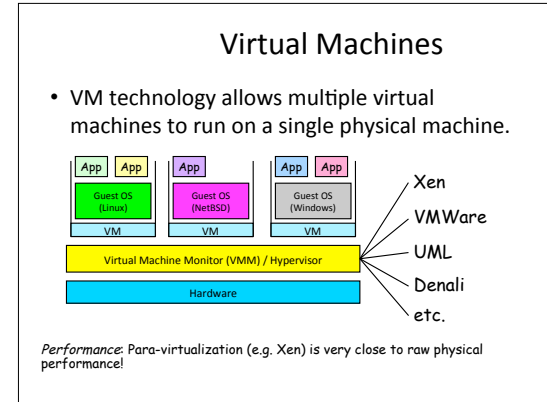 Virtual Machines
• VM technology allows multiple virtual
machines to run on a single physical machine.
App App App App App
Guest OS
(Linux)
Guest OS
(NetBSD)
Guest OS
(Windows)
VM VM VM
Virtual Machine Monitor (VMM) / Hypervisor
Hardware
Xen
VMWare
UML
Denali
etc.
Performance: Para-virtualization (e.g. Xen) is very close to raw physical
performance!